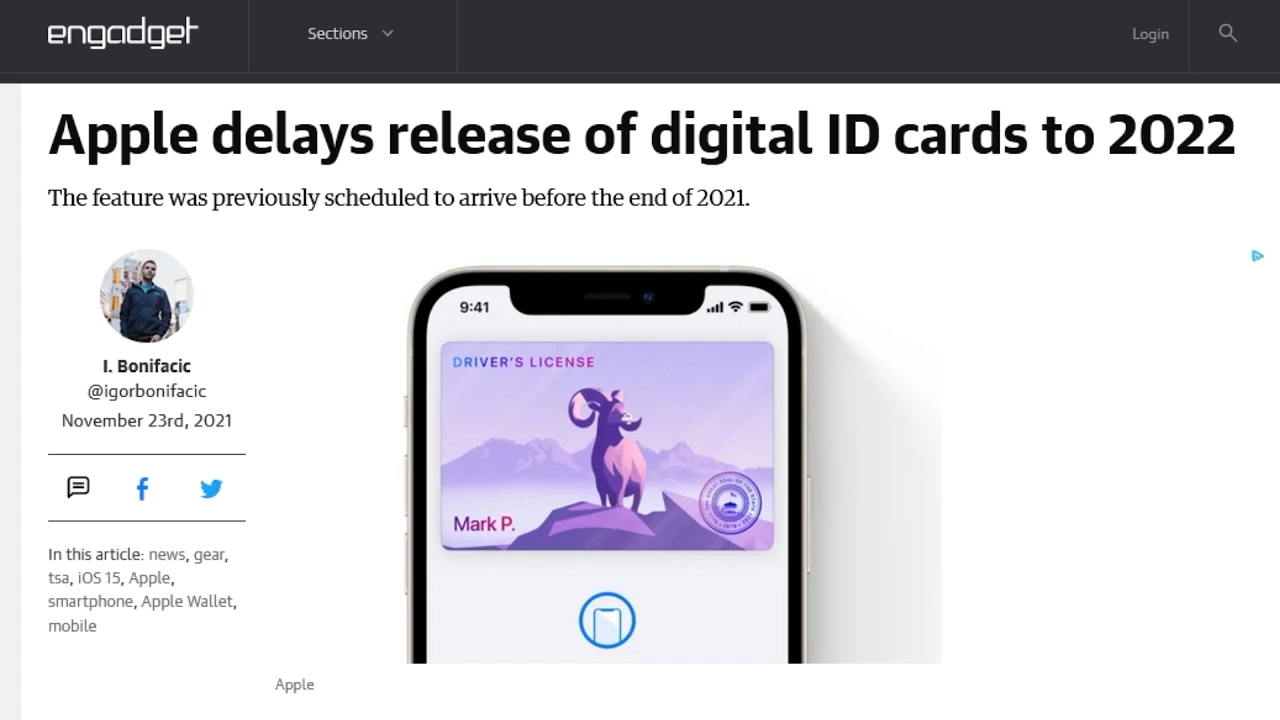 engadget
Sections
Login
Apple delays release of digital ID cards to 2022
The feature was previously scheduled to arrive before the end of 2021.
I. Bonifacic
@igorbonifacic
November 23rd, 2021
In this article: news, gear,
tsa, iOS 15, Apple,
smartphone, Apple Wallet,
mobile
9:41
DRIVER'S LICENSE
Mark P.
Apple